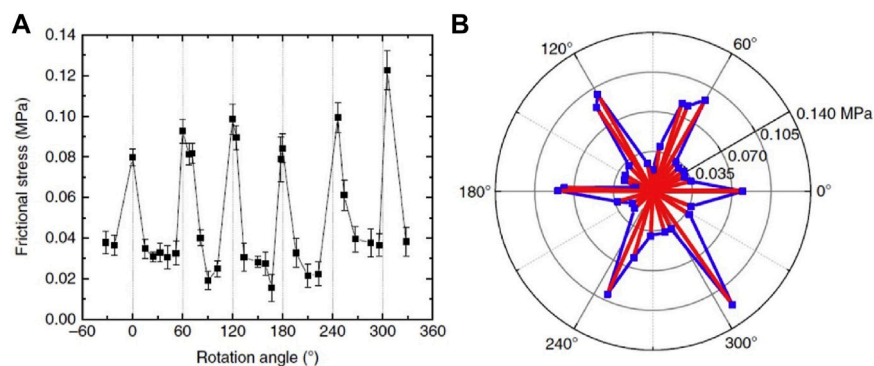 A
Frictional stress (MPa)
0.14
0.12
0.10
0.08
0.06
0.04
0.02
0.00
−60 0 60 120 180 240 300 360
Rotation angle (°)
B
120° 60°
0.140 MPa
0.105
0.070
0.035
180° 0°
240° 300°